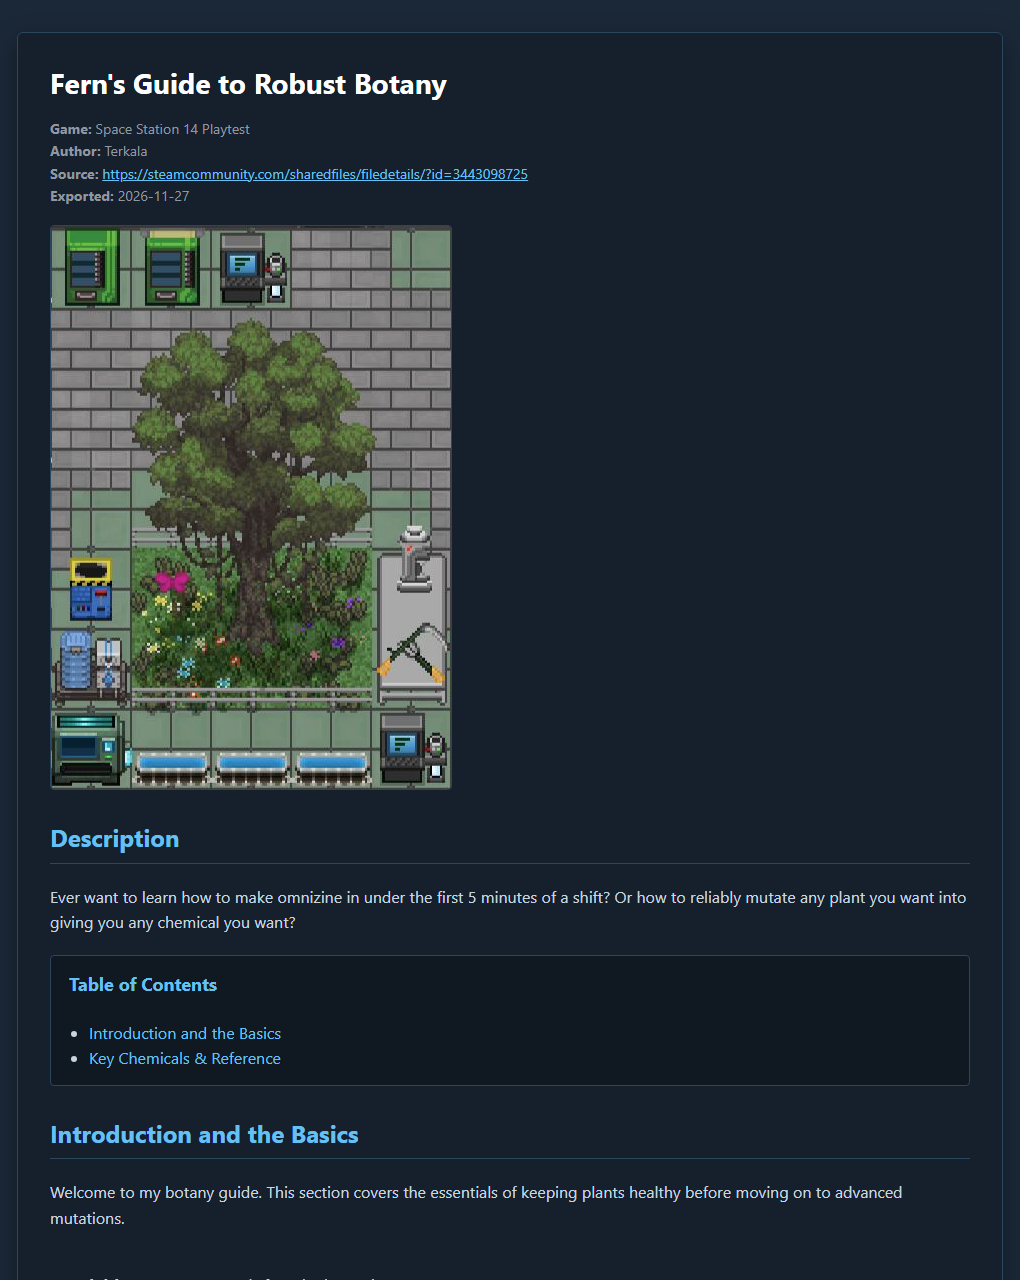 Fern's Guide to Robust Botany
Game: Space Station 14 Playtest
Author: Terkala
Source: https://steamcommunity.com/sharedfiles/filedetails/?id=3443098725
Exported: 2026-11-27
Description
Ever want to learn how to make omnizine in under the first 5 minutes of a shift? Or how to reliably mutate any plant you want into
giving you any chemical you want?
Table of Contents
Introduction and the Basics
Key Chemicals & Reference
Introduction and the Basics
Welcome to my botany guide. This section covers the essentials of keeping plants healthy before moving on to advanced
mutations.